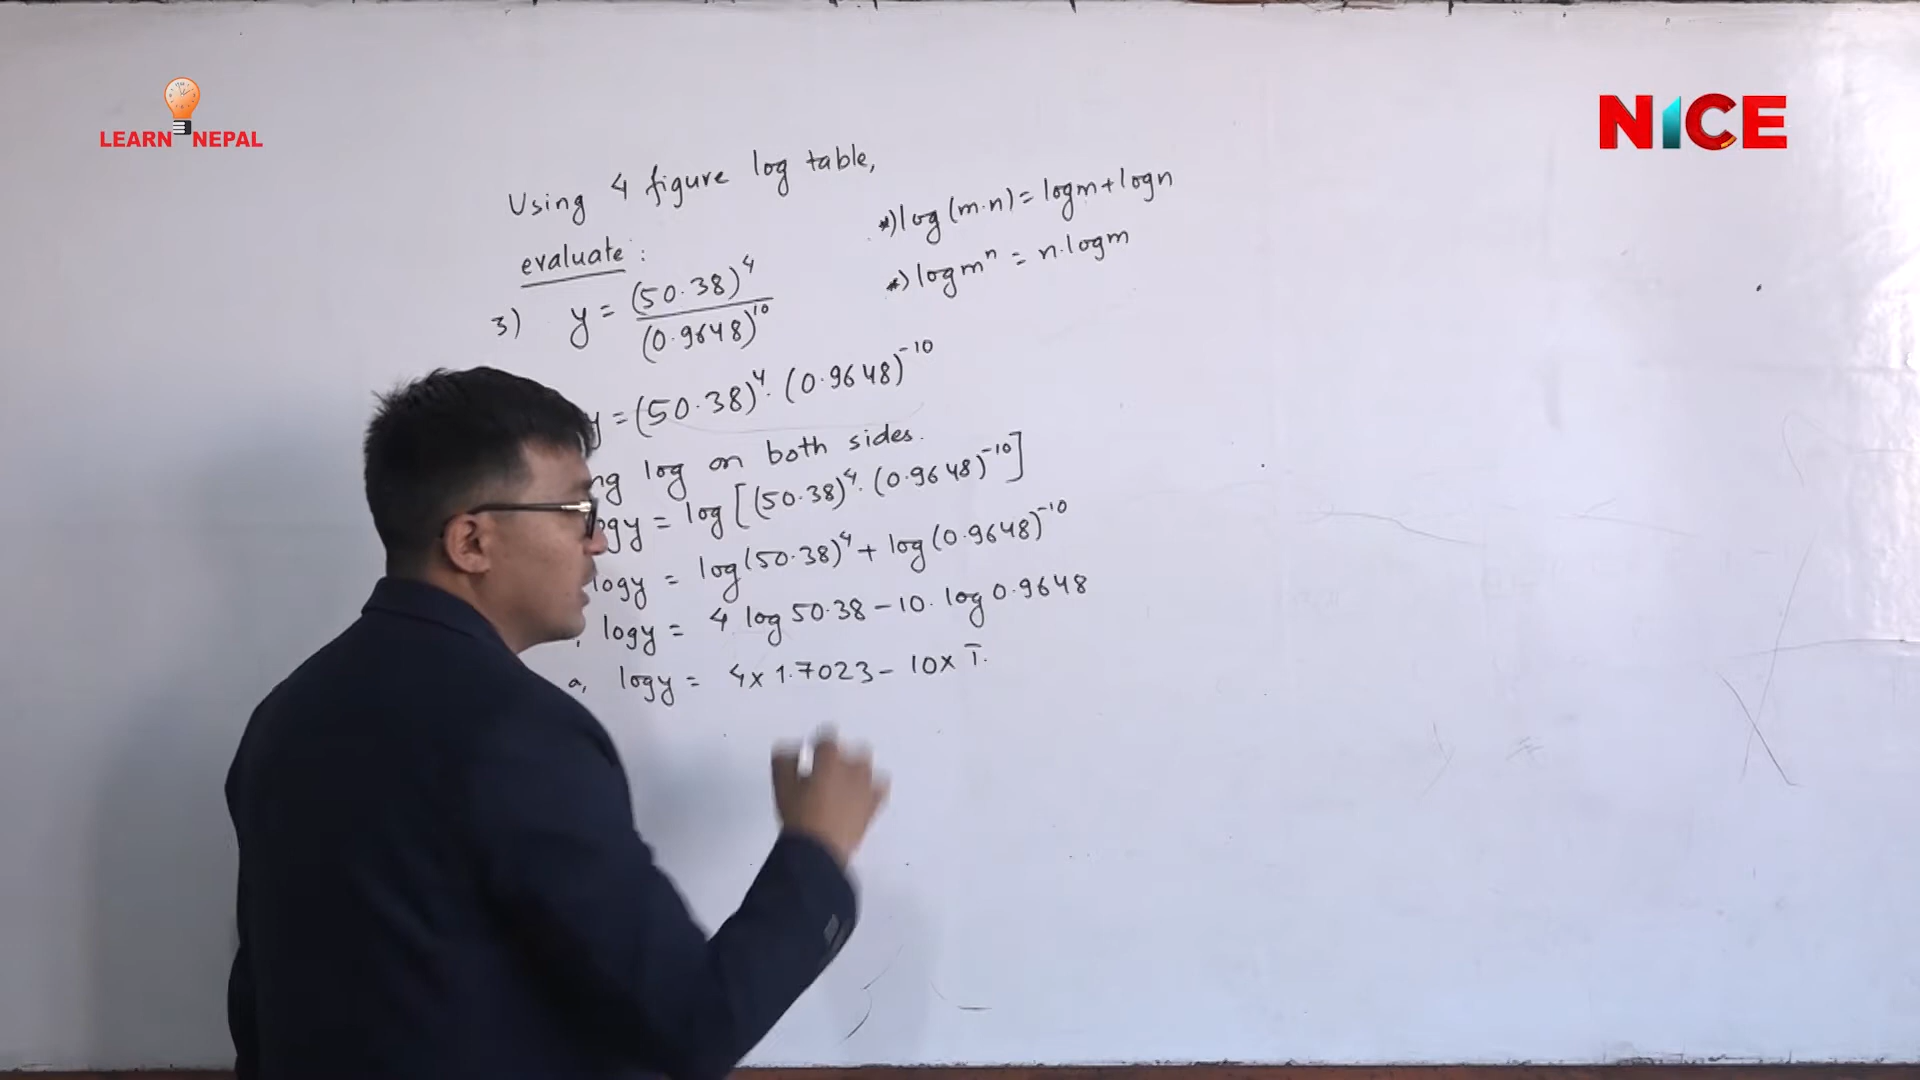 LEARN NEPAL
NICE
Using 4 figure log table,
evaluate:
3) y = (50.38)^4 / (0.9648)^10
*) log(m.n) = logm + logn
*) logm^n = n.logm
y = (50.38)^4 . (0.9648)^-10
log on both sides.
= log [(50.38)^4 . (0.9648)^-10]
logy = log(50.38)^4 + log(0.9648)^-10
, logy = 4 log 50.38 - 10. log 0.9648
a, logy = 4 x 1.7023 - 10 x 1̅.